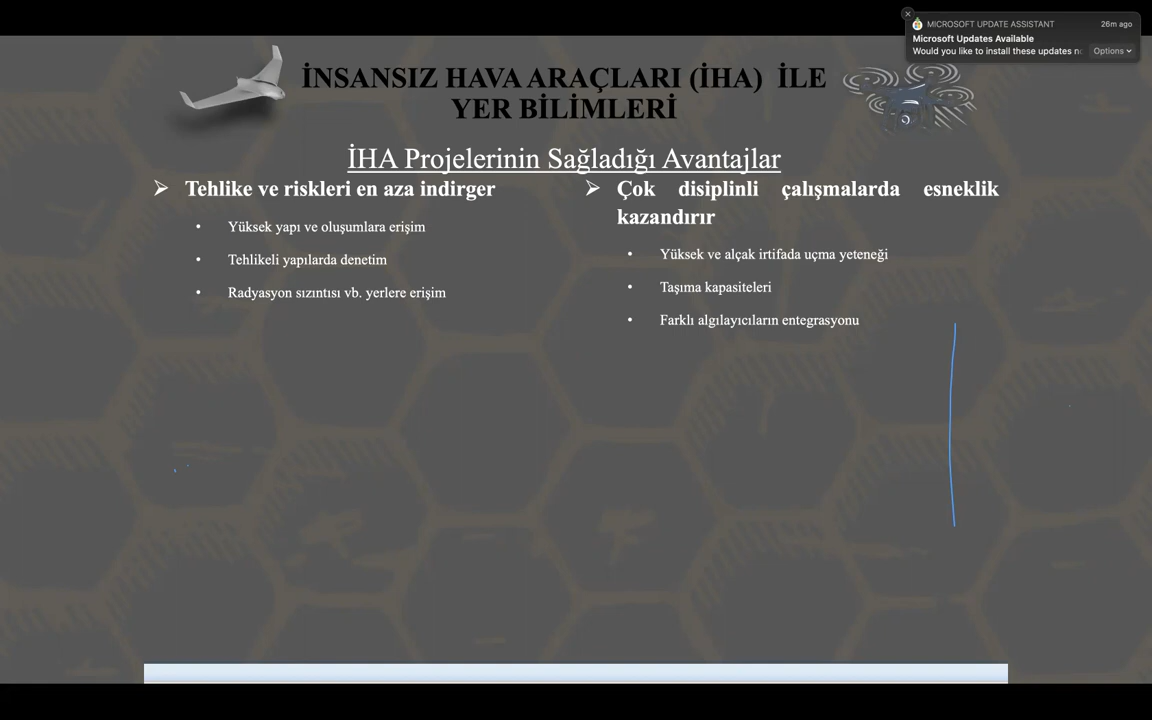 MICROSOFT UPDATE ASSISTANT 26m ago
Microsoft Updates Available
Would you like to install these updates Options
İNSANSIZ HAVA ARAÇLARI (İHA) İLE
YER BİLİMLERİ
İHA Projelerinin Sağladığı Avantajlar
➢ Tehlike ve riskleri en aza indirger
• Yüksek yapı ve oluşumlara erişim
• Tehlikeli yapılarda denetim
• Radyasyon sızıntısı vb. yerlere erişim
➢ Çok disiplinli çalışmalarda esneklik
kazandırır
• Yüksek ve alçak irtifada uçma yeteneği
• Taşıma kapasiteleri
• Farklı algılayıcıların entegrasyonu